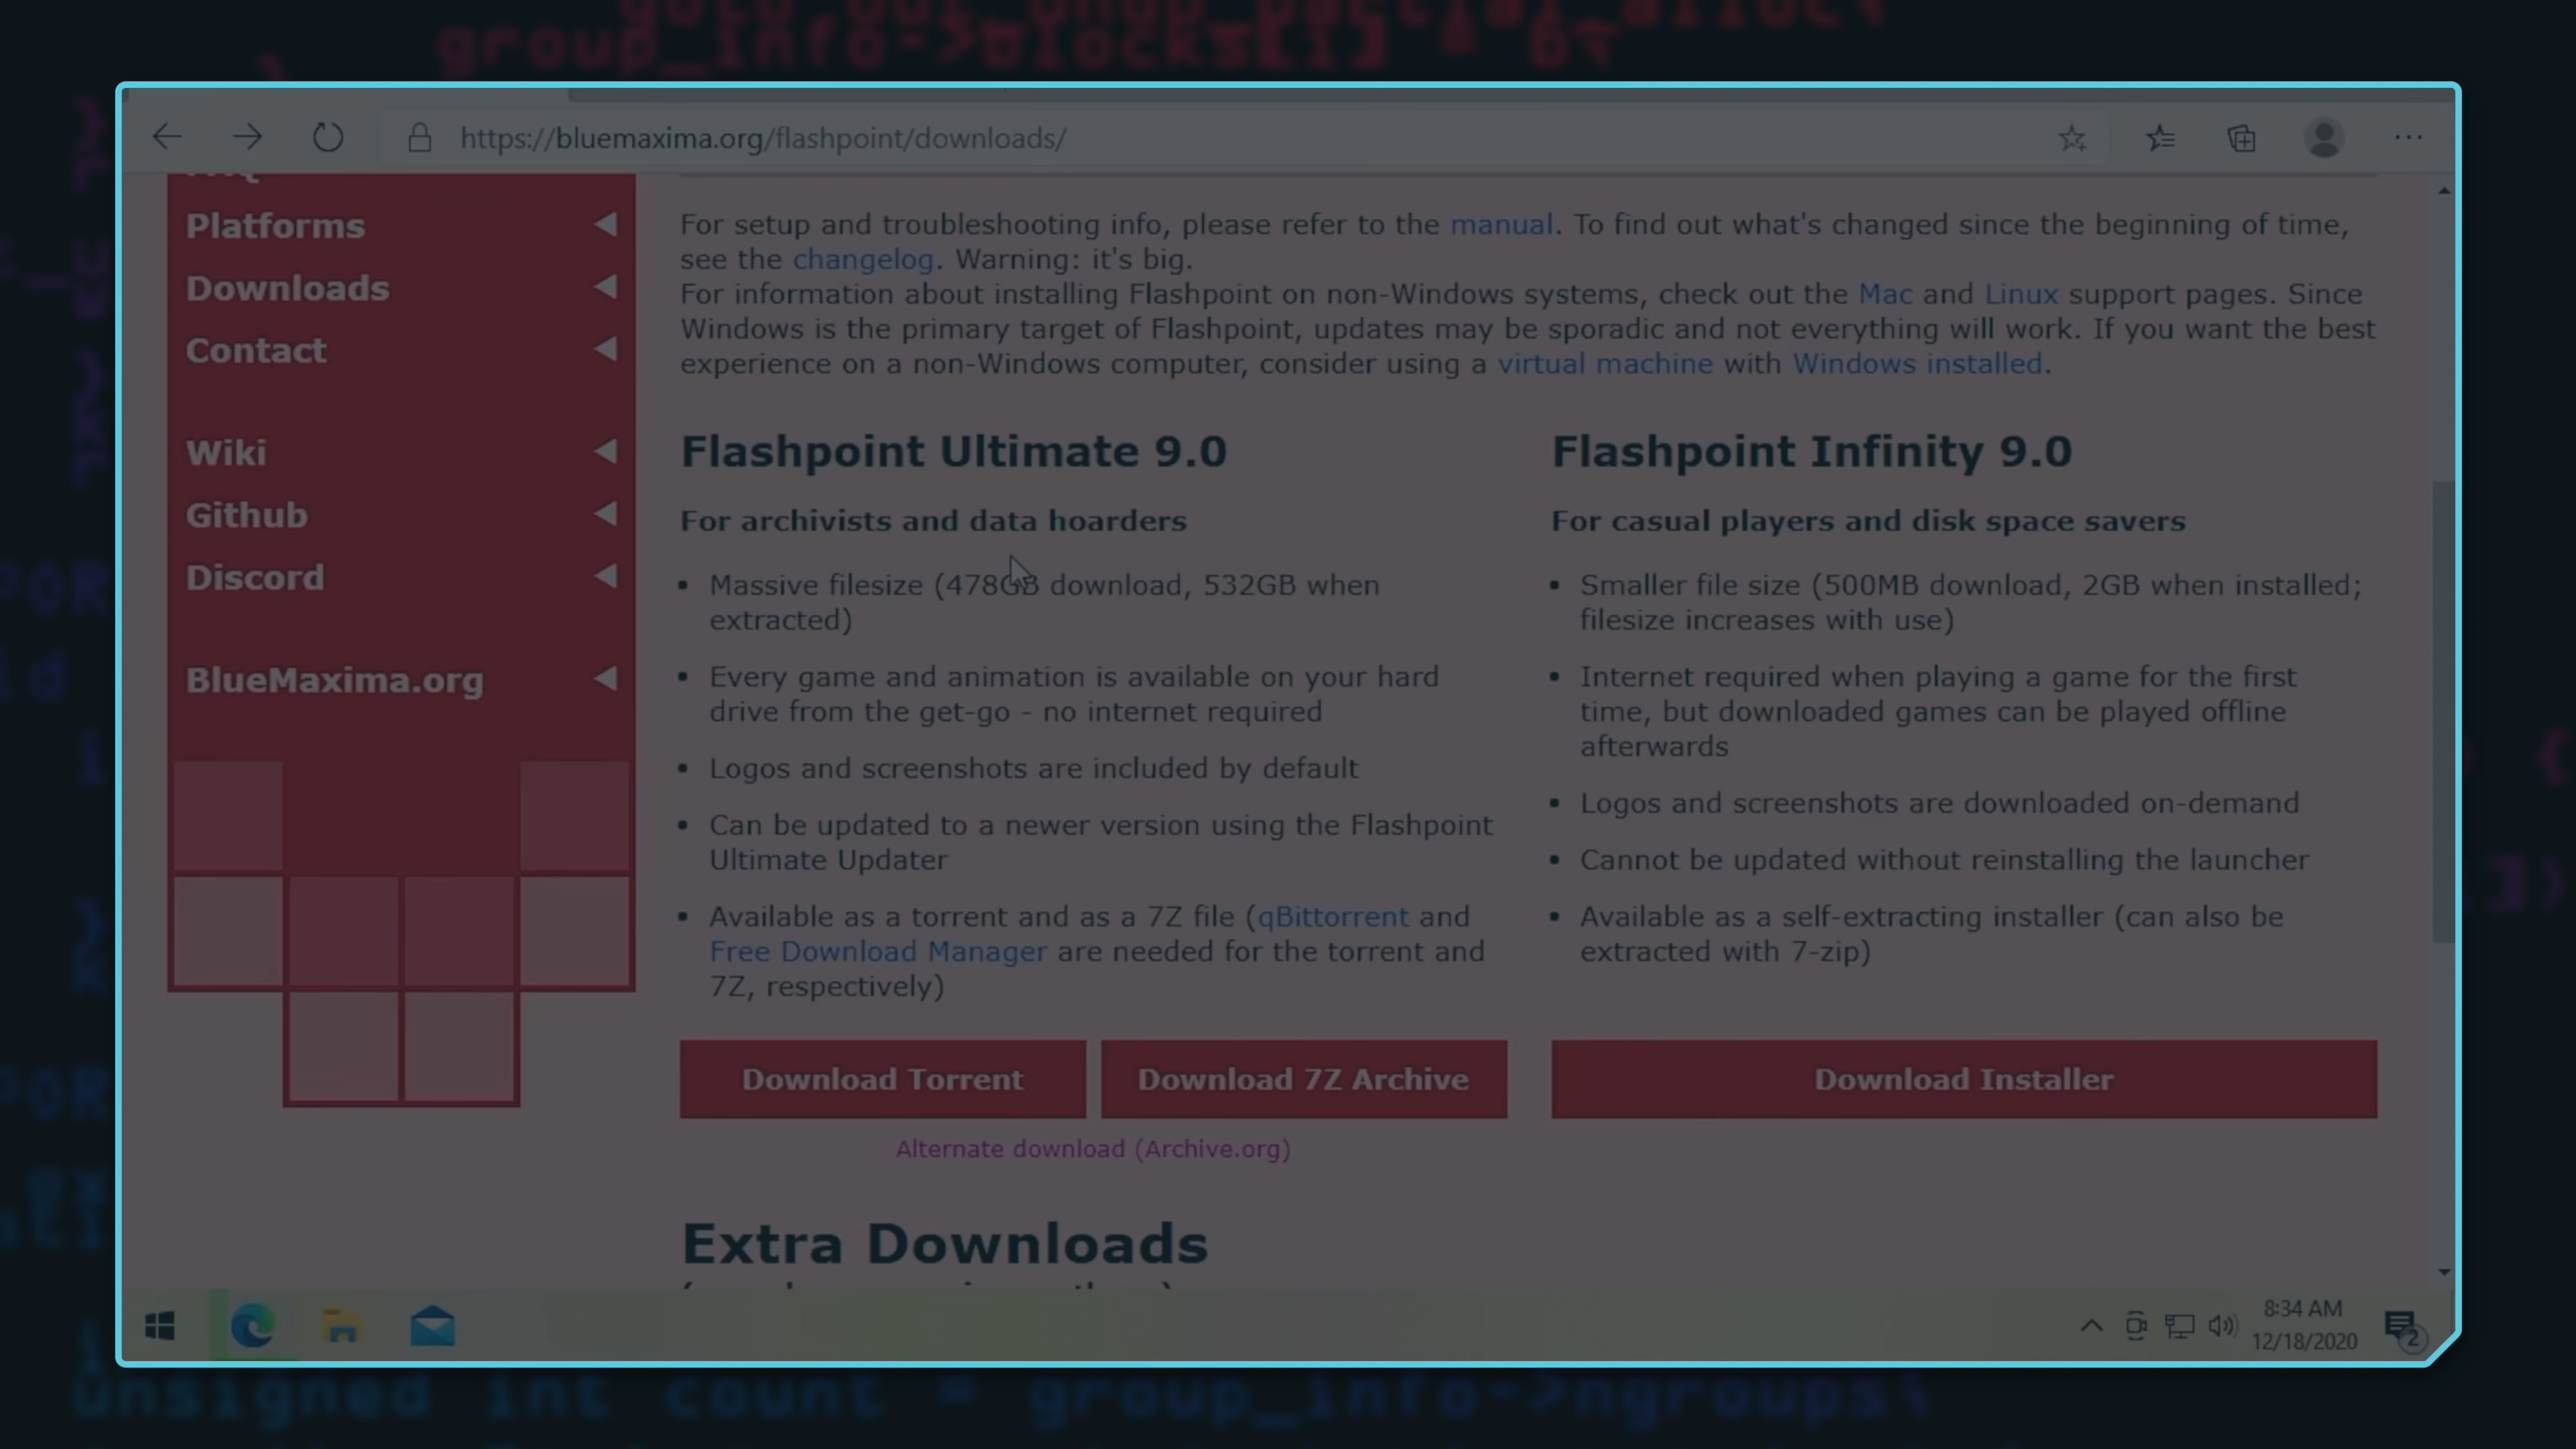 group_info->blocks[i] = b;
https://bluemaxima.org/flashpoint/downloads/
Platforms
Downloads
Contact
Wiki
Github
Discord
BlueMaxima.org
For setup and troubleshooting info, please refer to the manual. To find out what's changed since the beginning of time,
see the changelog. Warning: it's big.
For information about installing Flashpoint on non-Windows systems, check out the Mac and Linux support pages. Since
Windows is the primary target of Flashpoint, updates may be sporadic and not everything will work. If you want the best
experience on a non-Windows computer, consider using a virtual machine with Windows installed.
Flashpoint Ultimate 9.0
For archivists and data hoarders
• Massive filesize (478GB download, 532GB when
extracted)
• Every game and animation is available on your hard
drive from the get-go - no internet required
• Logos and screenshots are included by default
• Can be updated to a newer version using the Flashpoint
Ultimate Updater
• Available as a torrent and as a 7Z file (qBittorrent and
Free Download Manager are needed for the torrent and
7Z, respectively)
Download Torrent
Download 7Z Archive
Alternate download (Archive.org)
Flashpoint Infinity 9.0
For casual players and disk space savers
• Smaller file size (500MB download, 2GB when installed;
filesize increases with use)
• Internet required when playing a game for the first
time, but downloaded games can be played offline
afterwards
• Logos and screenshots are downloaded on-demand
• Cannot be updated without reinstalling the launcher
• Available as a self-extracting installer (can also be
extracted with 7-zip)
Download Installer
Extra Downloads
8:34 AM
12/18/2020
2
unsigned int count = group_info->ngroups;